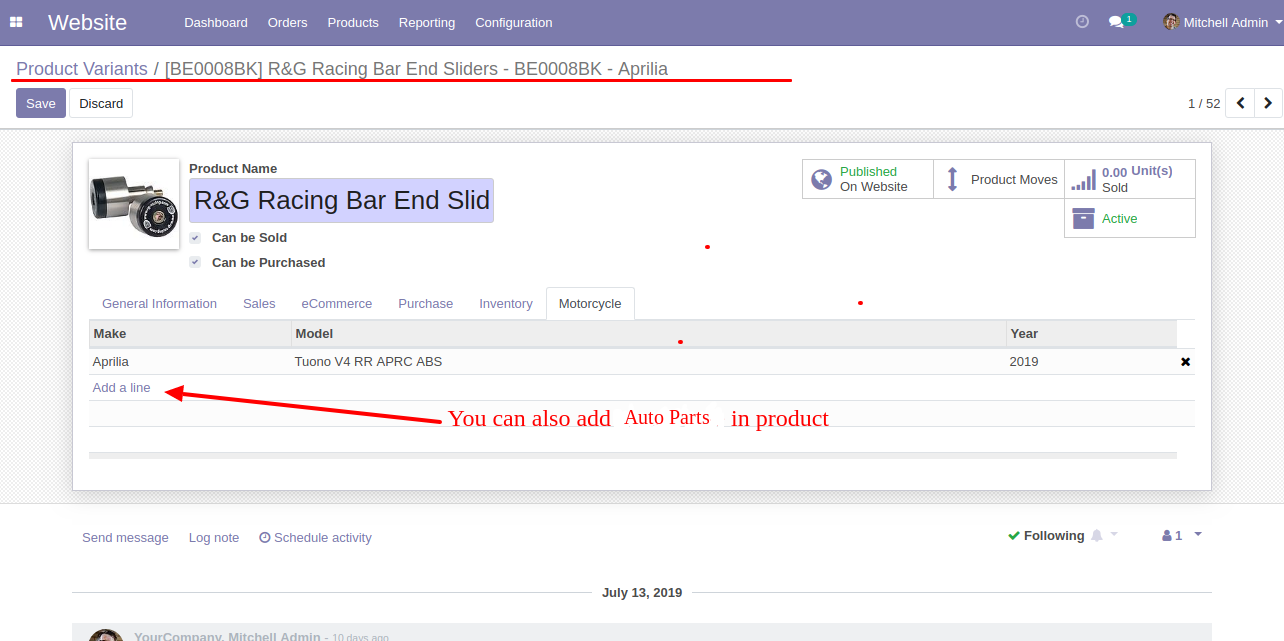 Website Dashboard Orders Products Reporting Configuration 1 Mitchell Admin
Product Variants / [BE0008BK] R&G Racing Bar End Sliders - BE0008BK - Aprilia
Save Discard 1 / 52
Product Name
R&G Racing Bar End Slid
Can be Sold
Can be Purchased
Published
On Website
Product Moves
0.00 Unit(s)
Sold
Active
General Information Sales eCommerce Purchase Inventory Motorcycle
Make Model Year
Aprilia Tuono V4 RR APRC ABS 2019
Add a line
You can also add Auto Parts in product
Send message Log note Schedule activity Following 1
July 13, 2019
YourCompany, Mitchell Admin - 10 days ago